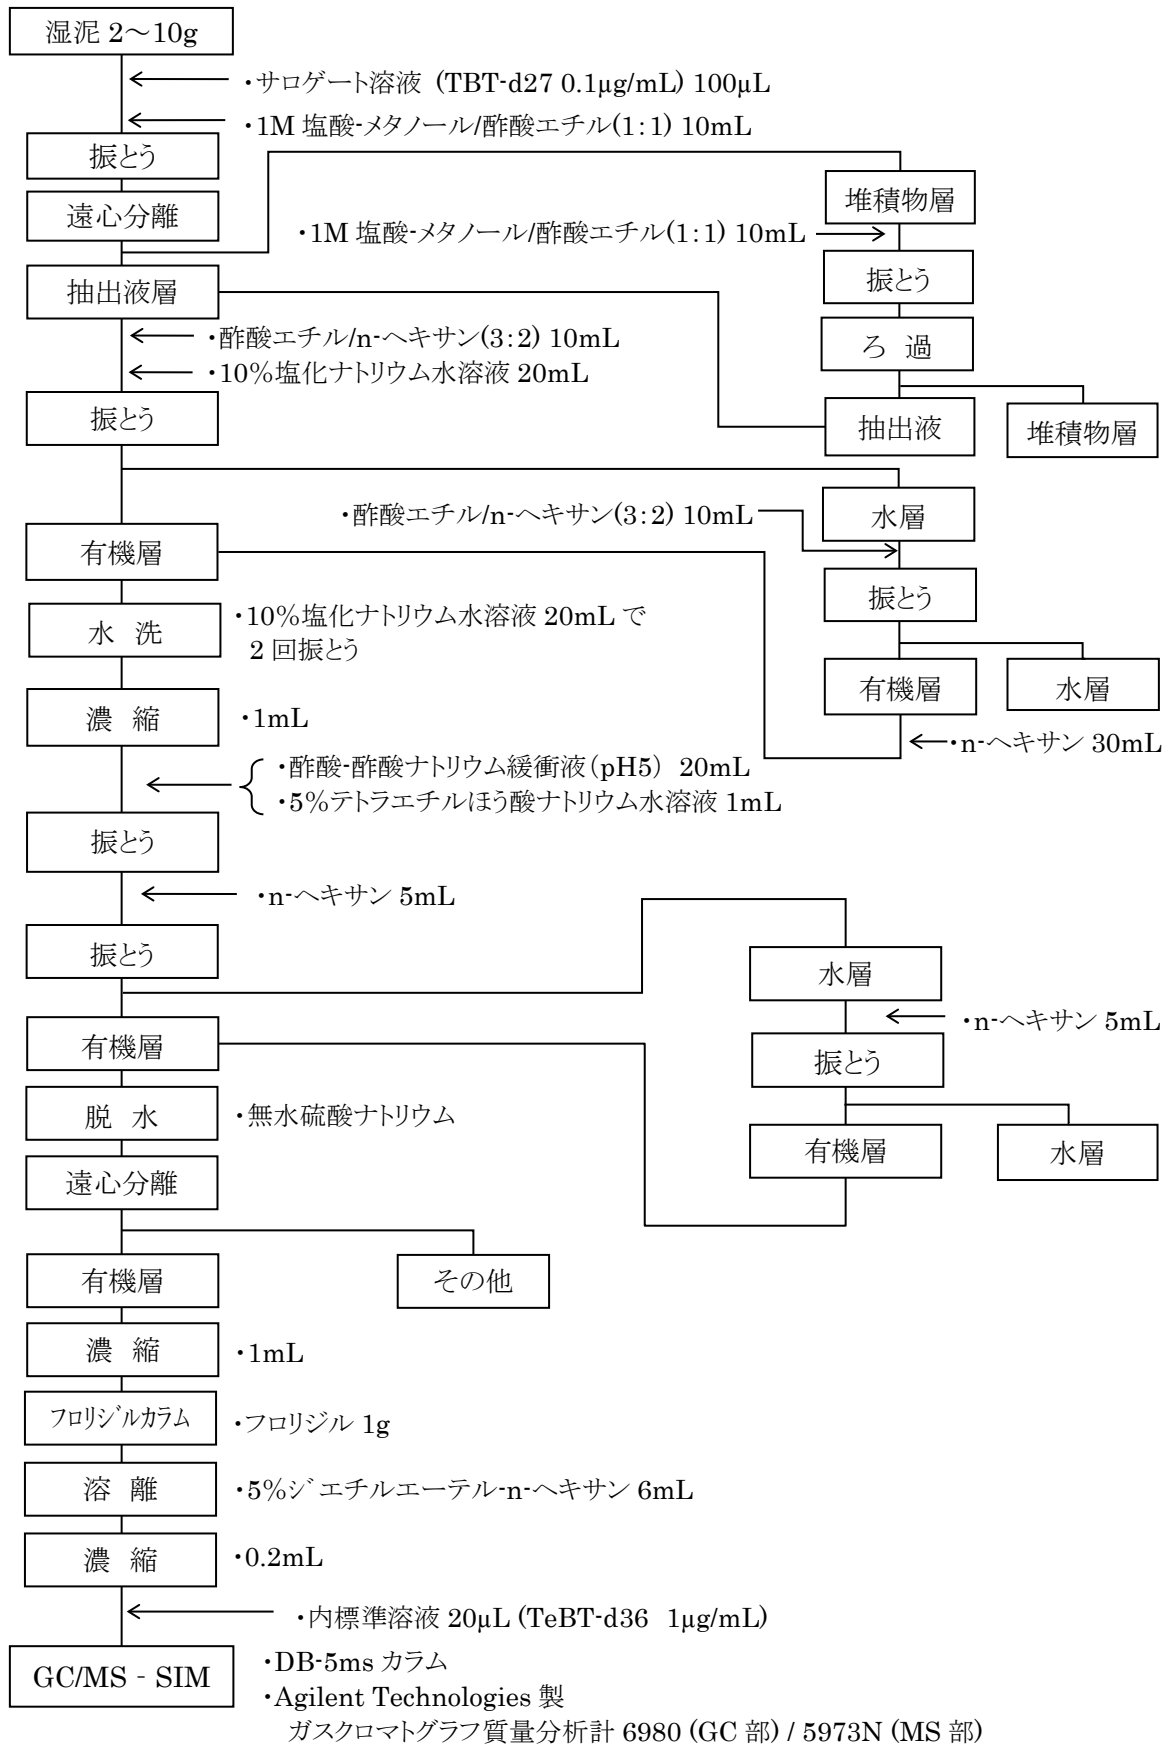 湿泥 2～10g
・サロゲート溶液 (TBT-d27 0.1µg/mL) 100µL
・1M 塩酸-メタノール/酢酸エチル(1：1) 10mL
振とう
遠心分離
堆積物層
・1M 塩酸-メタノール/酢酸エチル(1：1) 10mL
振とう
ろ 過
抽出液
堆積物層
抽出液層
・酢酸エチル/n-ヘキサン(3：2) 10mL
・10%塩化ナトリウム水溶液 20mL
振とう
水層
・酢酸エチル/n-ヘキサン(3：2) 10mL
振とう
有機層
水層
・n-ヘキサン 30mL
有機層
水 洗
・10%塩化ナトリウム水溶液 20mL で
2 回振とう
濃 縮
・1mL
・酢酸-酢酸ナトリウム緩衝液（pH5） 20mL
・5%テトラエチルほう酸ナトリウム水溶液 1mL
振とう
・n-ヘキサン 5mL
振とう
水層
・n-ヘキサン 5mL
振とう
有機層
水層
有機層
脱 水
・無水硫酸ナトリウム
遠心分離
有機層
その他
濃 縮
・1mL
フロリジルカラム
・フロリジル 1g
溶 離
・5%ジエチルエーテル-n-ヘキサン 6mL
濃 縮
・0.2mL
・内標準溶液 20µL (TeBT-d36 1µg/mL)
GC/MS - SIM
・DB-5ms カラム
・Agilent Technologies 製
ガスクロマトグラフ質量分析計 6980 (GC 部) / 5973N (MS 部)